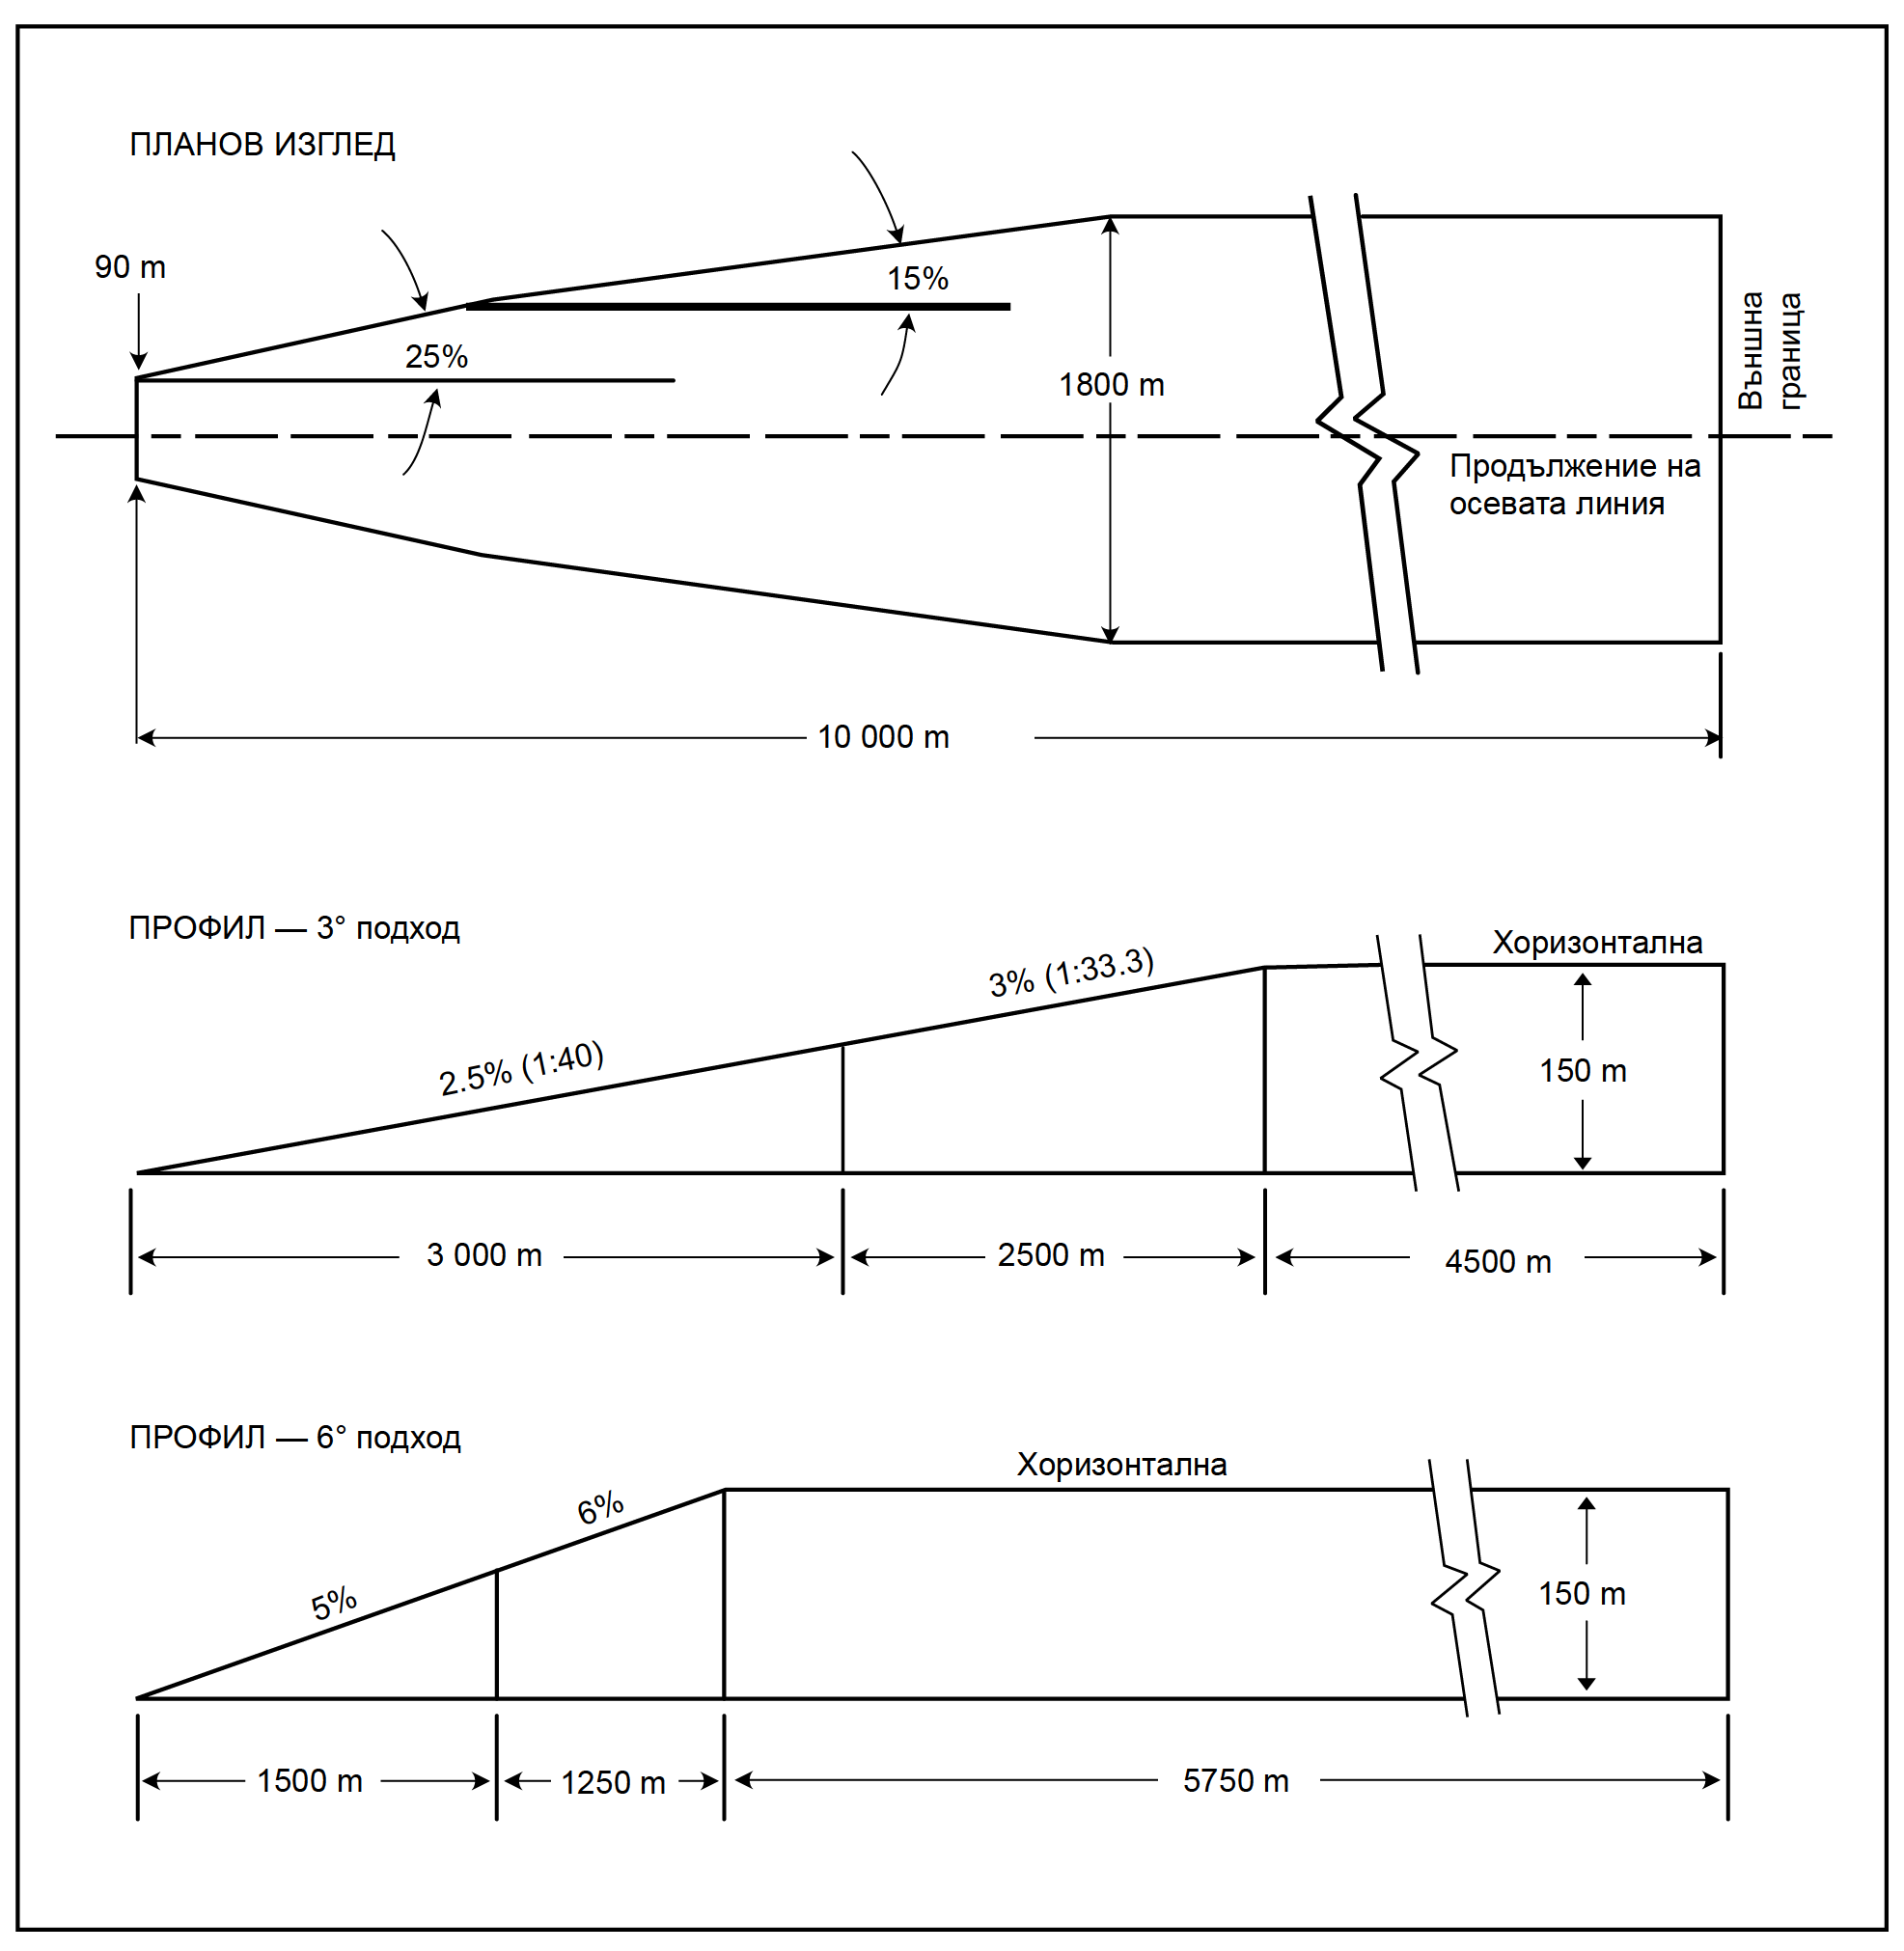 ПЛАНОВ ИЗГЛЕД
90 m
15%
25%
1800 m
Външна
граница
Продължение на
осевата линия
10 000 m
ПРОФИЛ — 3° подход
Хоризонтална
3% (1:33.3)
2.5% (1:40)
150 m
3 000 m
2500 m
4500 m
ПРОФИЛ — 6° подход
Хоризонтална
6%
5%
150 m
1500 m
1250 m
5750 m